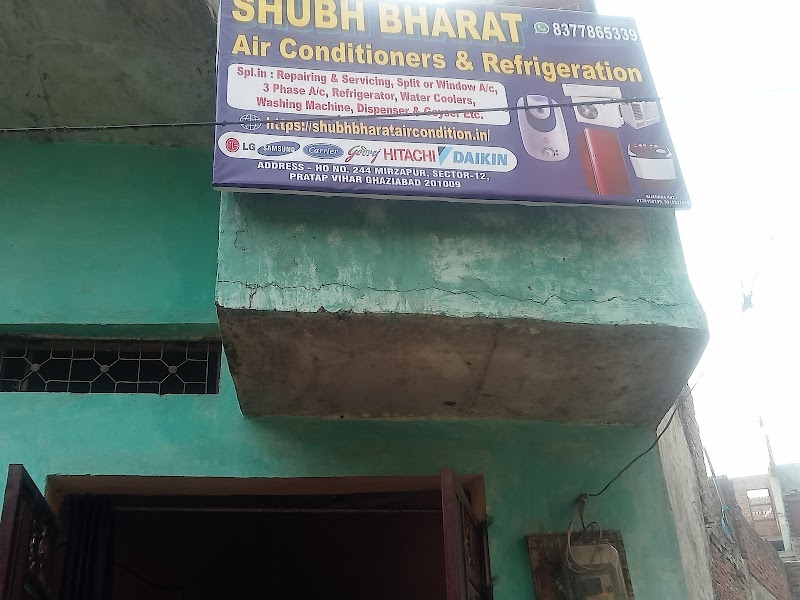 SHUBH BHARAT 8377865339
Air Conditioners & Refrigeration
Spl.in : Repairing & Servicing, Split or Window A/c,
3 Phase A/c, Refrigerator, Water Coolers,
Washing Machine, Dispenser & Geyser Etc.
https://shubhbharataircondition.in/
LG SAMSUNG Carrier Godrej HITACHI DAIKIN
ADDRESS - HO NO. 244 MIRZAPUR, SECTOR-12,
PRATAP VIHAR GHAZIABAD 201009